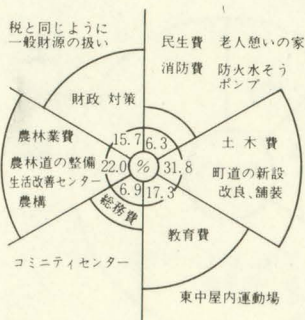 税と同じように
一般財源の扱い
財政 対策
民生費 老人憩いの家
消防費 防火水そう
ポンプ
農林業費
農林道の整備
生活改善センター
農構
土木費
町道の新設
改良、舗装
15.7
6.3
22.0
%
31.8
6.9
17.3
総務費
教育費
コミニティセンター
東中屋内運動場